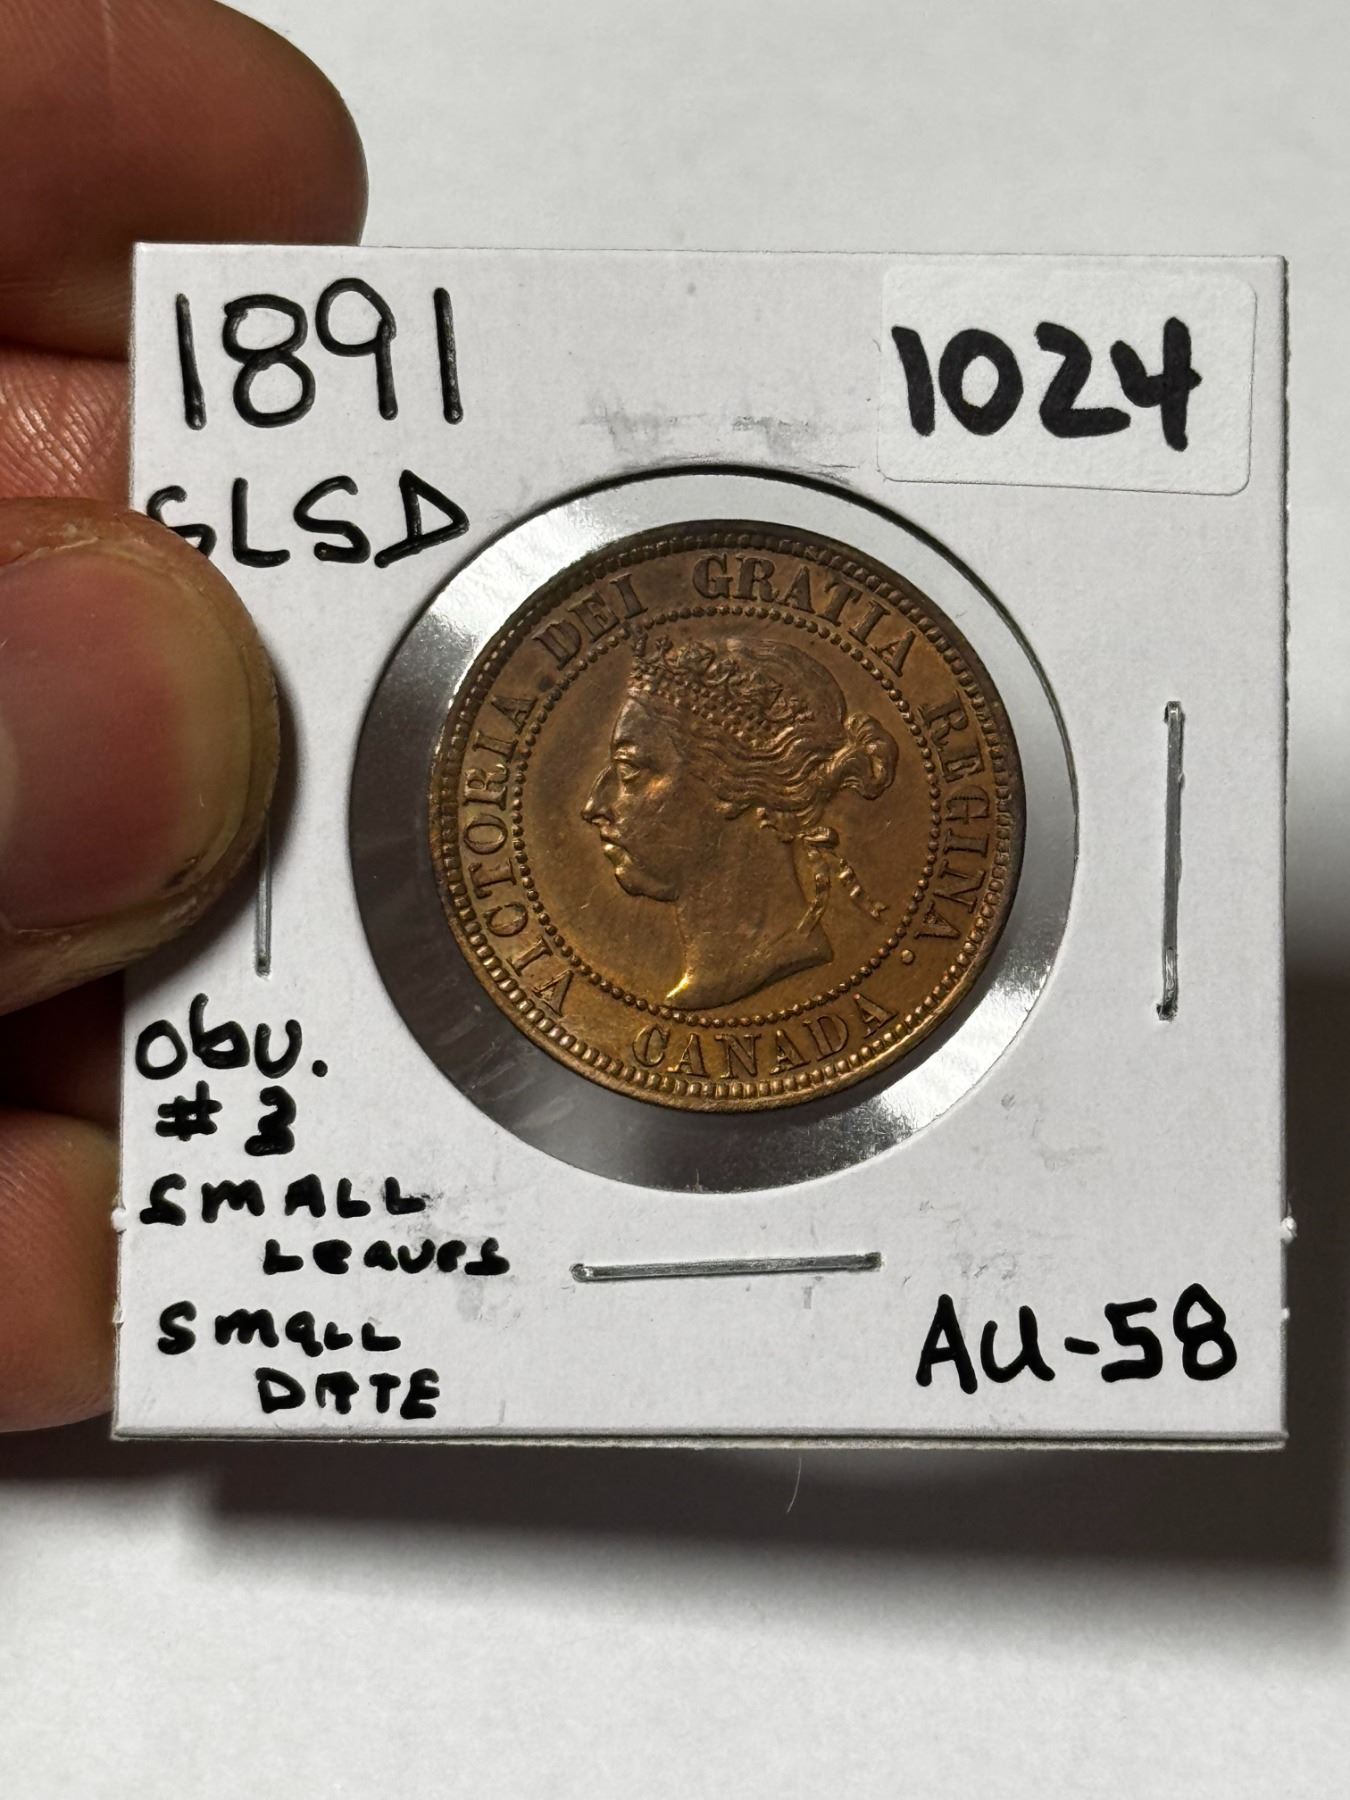 1891
1024
SLSD
VICTORIA DEI GRATIA REGINA.
CANADA
Obv.
#3
SMALL
LEAVES
SMALL
DATE
AU-58